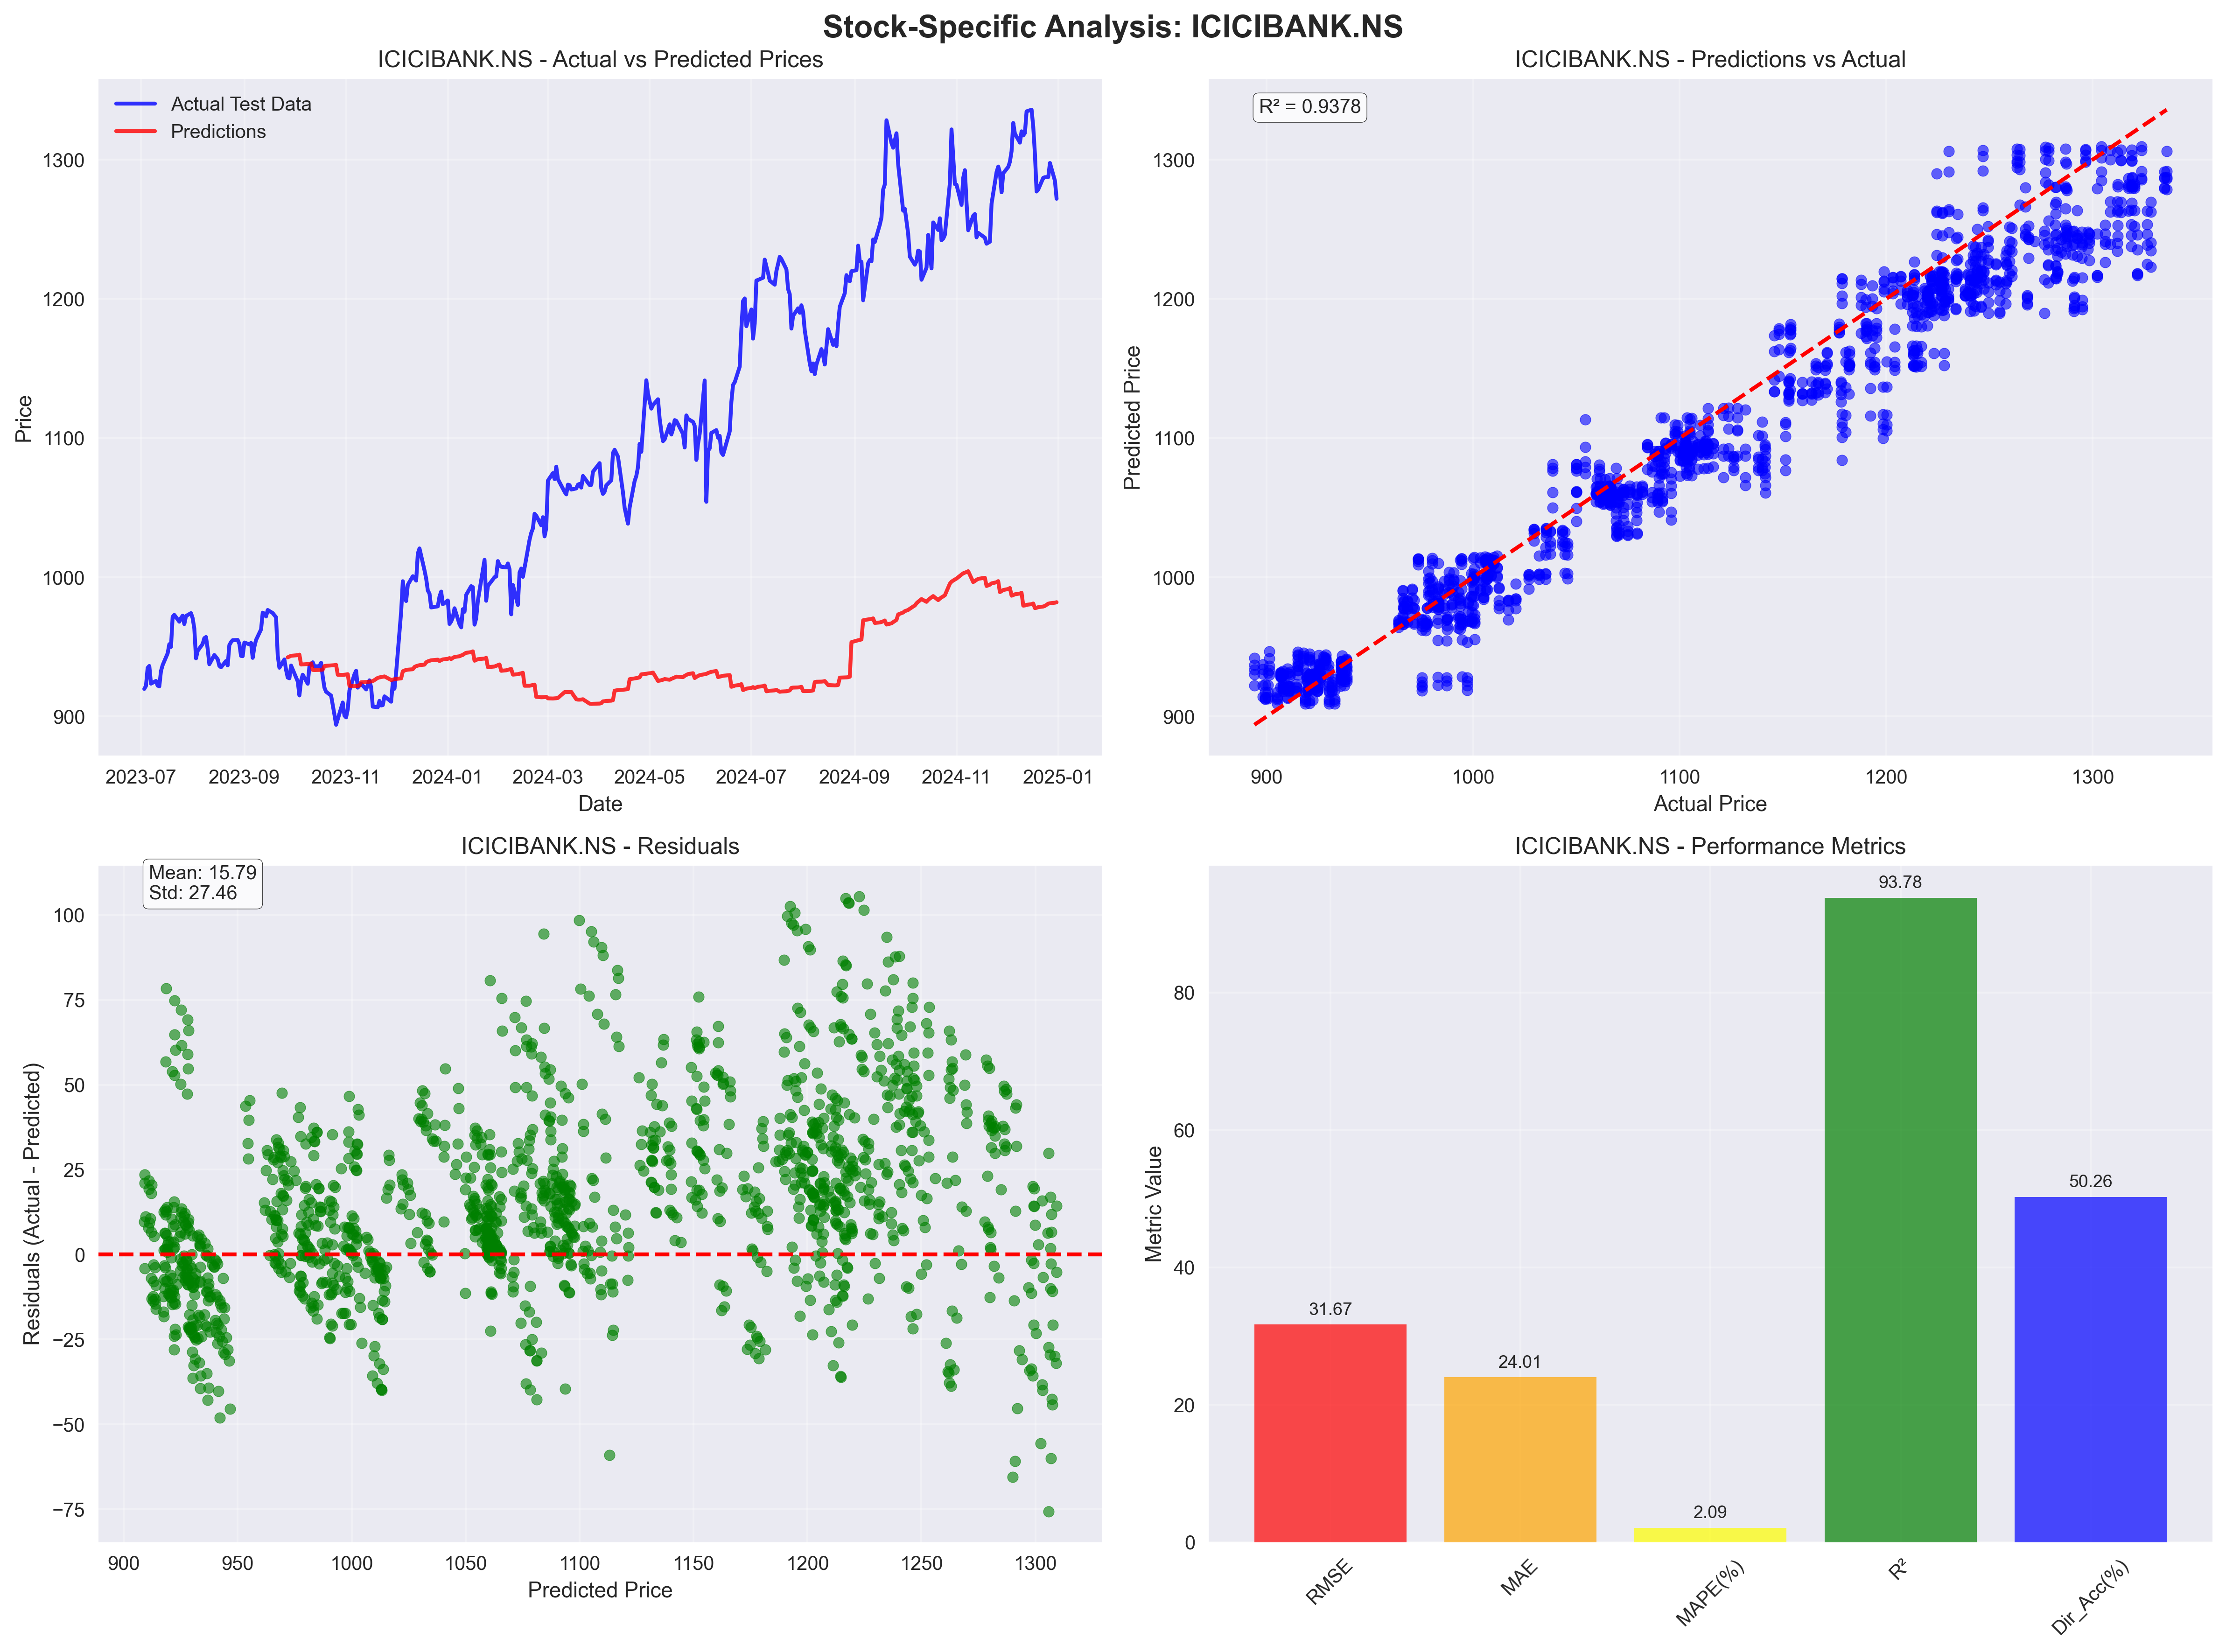 Stock-Specific Analysis: ICICIBANK.NS
ICICIBANK.NS - Actual vs Predicted Prices
Actual Test Data
Predictions
Price
1300
1200
1100
1000
900
2023-07 2023-09 2023-11 2024-01 2024-03 2024-05 2024-07 2024-09 2024-11 2025-01
Date
ICICIBANK.NS - Predictions vs Actual
R² = 0.9378
Predicted Price
1300
1200
1100
1000
900
900 1000 1100 1200 1300
Actual Price
ICICIBANK.NS - Residuals
Mean: 15.79
Std: 27.46
Residuals (Actual - Predicted)
100
75
50
25
0
−25
−50
−75
900 950 1000 1050 1100 1150 1200 1250 1300
Predicted Price
ICICIBANK.NS - Performance Metrics
Metric Value
80
60
40
20
0
31.67
24.01
2.09
93.78
50.26
RMSE
MAE
MAPE(%)
R²
Dir_Acc(%)